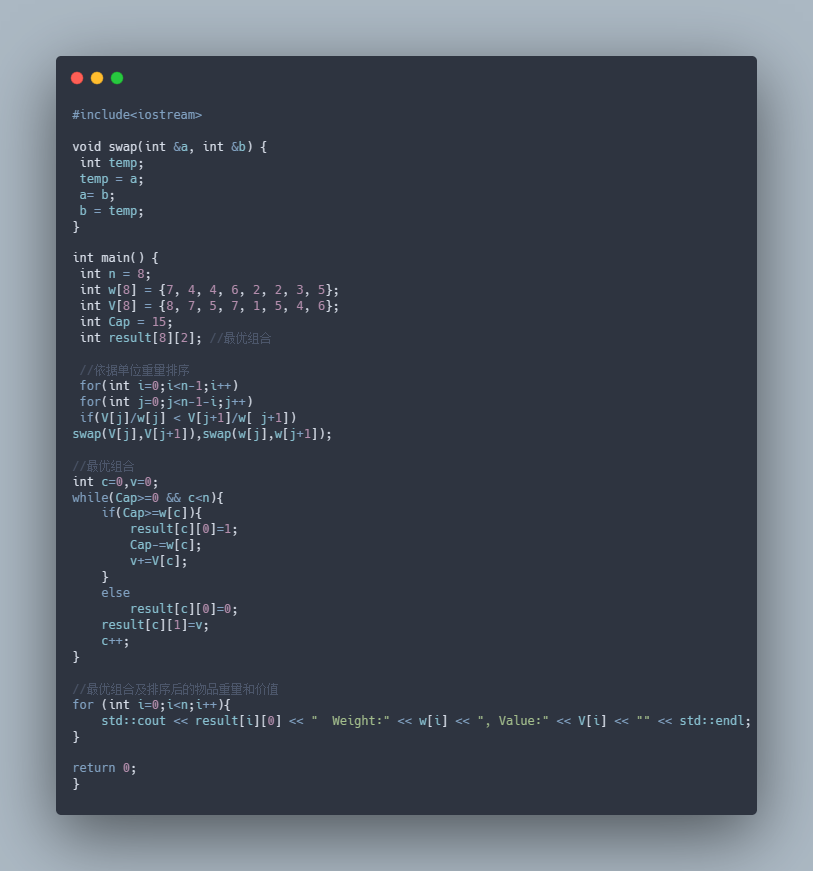 #include<iostream>
void swap(int &a, int &b) {
int temp;
temp = a;
a= b;
b = temp;
}
int main() {
int n = 8;
int w[8] = {7, 4, 4, 6, 2, 2, 3, 5};
int V[8] = {8, 7, 5, 7, 1, 5, 4, 6};
int Cap = 15;
int result[8][2]; //最优组合
//依据单位重里排序
for(int i=0;i<n-1;i++)
for(int j=0;j<n-1-i;j++)
if(V[j]/w[j] < V[j+1]/w[ j+1])
swap(V[j],V[j+1]),swap(w[j],w[j+1]);
//最优组合
int c=0,v=0;
while(Cap>=0 && c<n){
if(Cap>=w[c]){
result[c][0]=1;
Cap-=w[c];
v+=V[c];
}
else
result[c][0]=0;
result[c][1]=v;
c++;
}
//最优组合及排序后的物品重里和价值
for (int i=0;i<n;i++){
std::cout << result[i][0] << "  Weight:" << w[i] << ", Value:" << V[i] << "" << std::endl;
}
return 0;
}